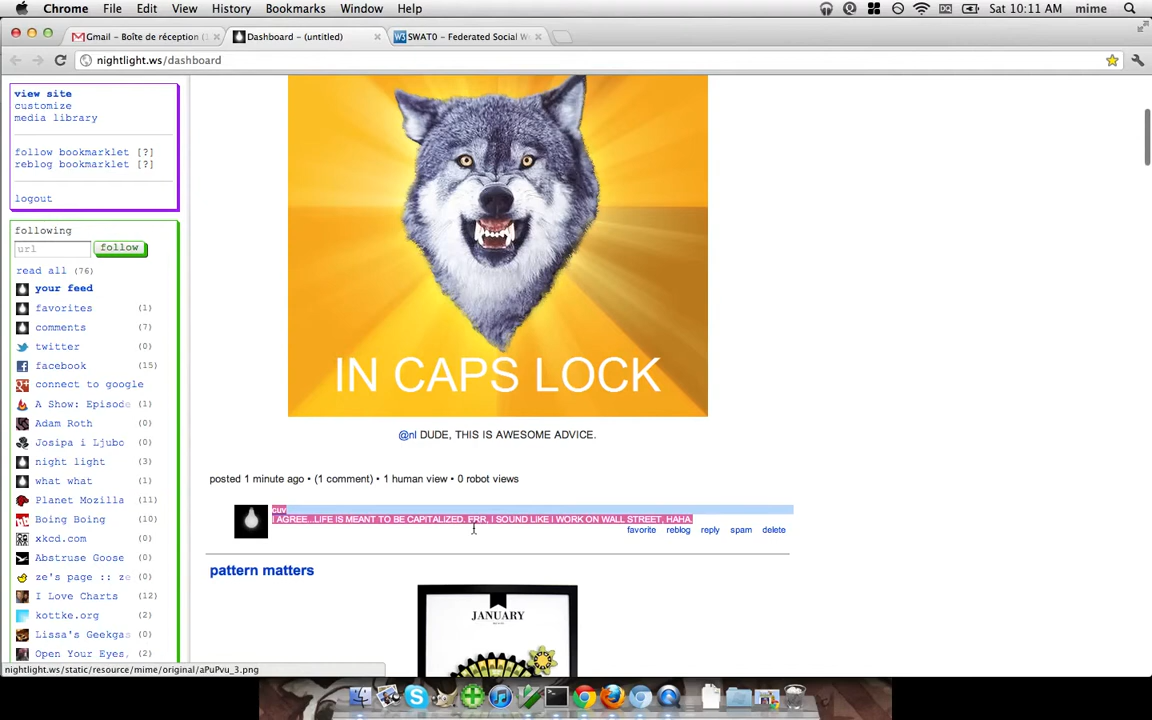 Chrome File Edit View History Bookmarks Window Help Sat 10:11 AM mime
Gmail - Boîte de réception (
Dashboard - (untitled)
SWAT0 - Federated Social W
nightlight.ws/dashboard
view site
customize
media library
follow bookmarklet [?]
reblog bookmarklet [?]
logout
following
url follow
read all (76)
your feed
favorites (1)
comments (7)
twitter (0)
facebook (15)
connect to google
A Show: Episode (1)
Adam Roth (0)
Josipa i Ljubo (0)
night light (3)
what what (1)
Planet Mozilla (11)
Boing Boing (10)
xkcd.com (0)
Abstruse Goose (0)
ze's page :: ze (0)
I Love Charts (12)
kottke.org (2)
Lissa's Geekga (0)
Open Your Eyes, (0)
IN CAPS LOCK
@nl DUDE, THIS IS AWESOME ADVICE.
posted 1 minute ago • (1 comment) • 1 human view • 0 robot views
cuv
I AGREE...LIFE IS MEANT TO BE CAPITALIZED. ERR, I SOUND LIKE I WORK ON WALL STREET, HAHA.
favorite reblog reply spam delete
pattern matters
JANUARY
nightlight.ws/static/resource/mime/original/aPuPvu_3.png